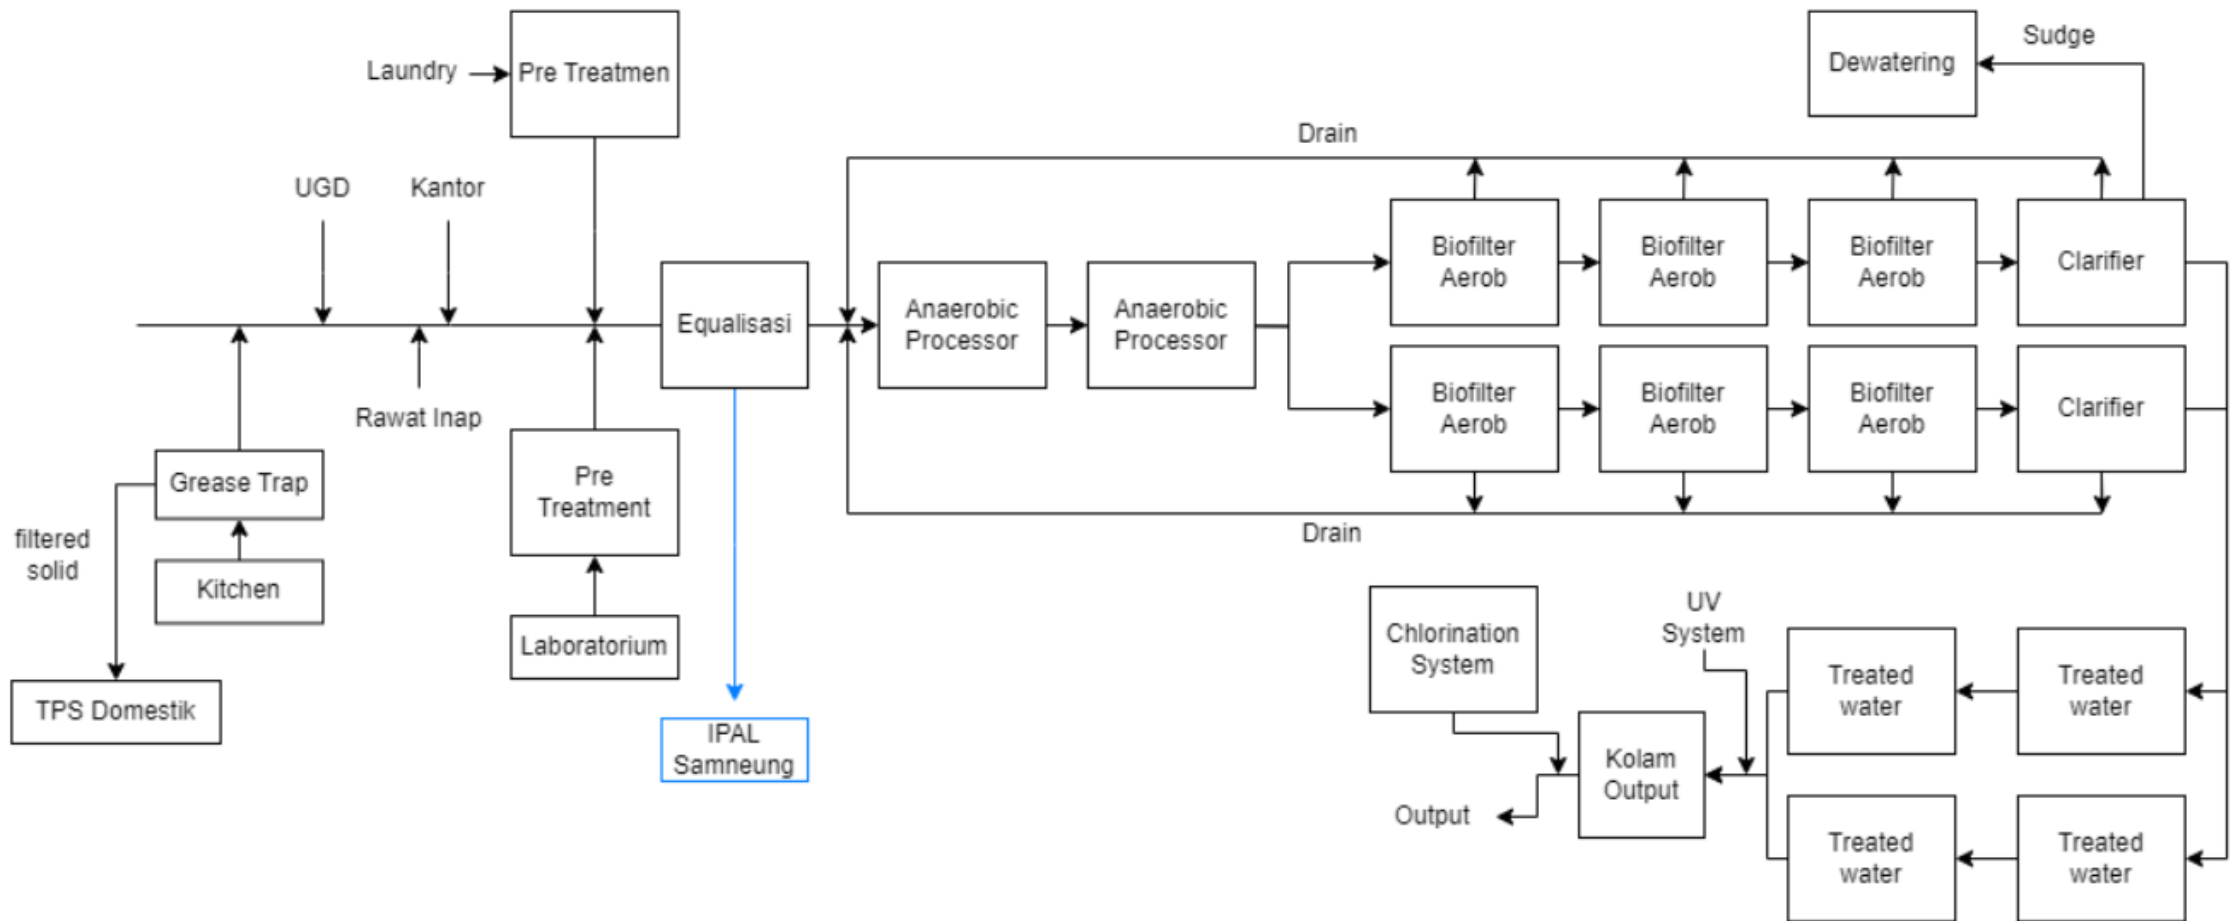 Laundry
Pre Treatmen
Dewatering
Sudge
Drain
UGD
Kantor
Biofilter
Aerob
Biofilter
Aerob
Biofilter
Aerob
Clarifier
Equalisasi
Anaerobic
Processor
Anaerobic
Processor
Biofilter
Aerob
Biofilter
Aerob
Biofilter
Aerob
Clarifier
Rawat Inap
Grease Trap
Pre
Treatment
Drain
filtered
solid
Kitchen
Laboratorium
TPS Domestik
IPAL
Samneung
Chlorination
System
UV
System
Treated
water
Treated
water
Kolam
Output
Output
Treated
water
Treated
water